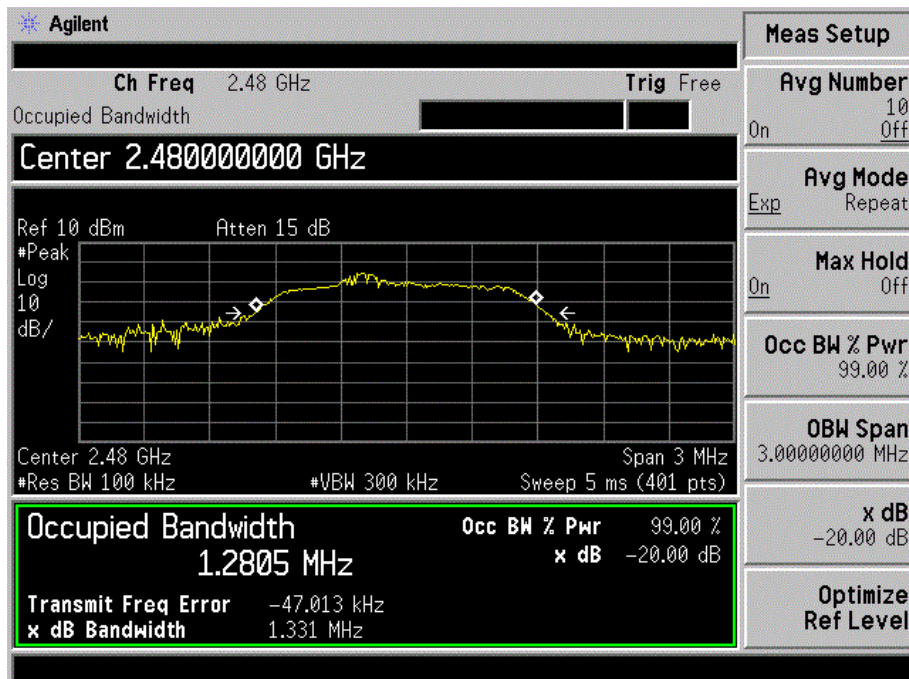 Agilent
Ch Freq 2.48 GHz Trig Free
Occupied Bandwidth
Center 2.480000000 GHz
Ref 10 dBm Atten 15 dB
#Peak
Log
10
dB/
Center 2.48 GHz Span 3 MHz
#Res BW 100 kHz #VBW 300 kHz Sweep 5 ms (401 pts)
Occupied Bandwidth
1.2805 MHz
Occ BW % Pwr 99.00 %
x dB -20.00 dB
Transmit Freq Error -47.013 kHz
x dB Bandwidth 1.331 MHz
Meas Setup
Avg Number
10
On Off
Avg Mode
Exp Repeat
Max Hold
On Off
Occ BW % Pwr
99.00 %
OBW Span
3.00000000 MHz
x dB
-20.00 dB
Optimize
Ref Level